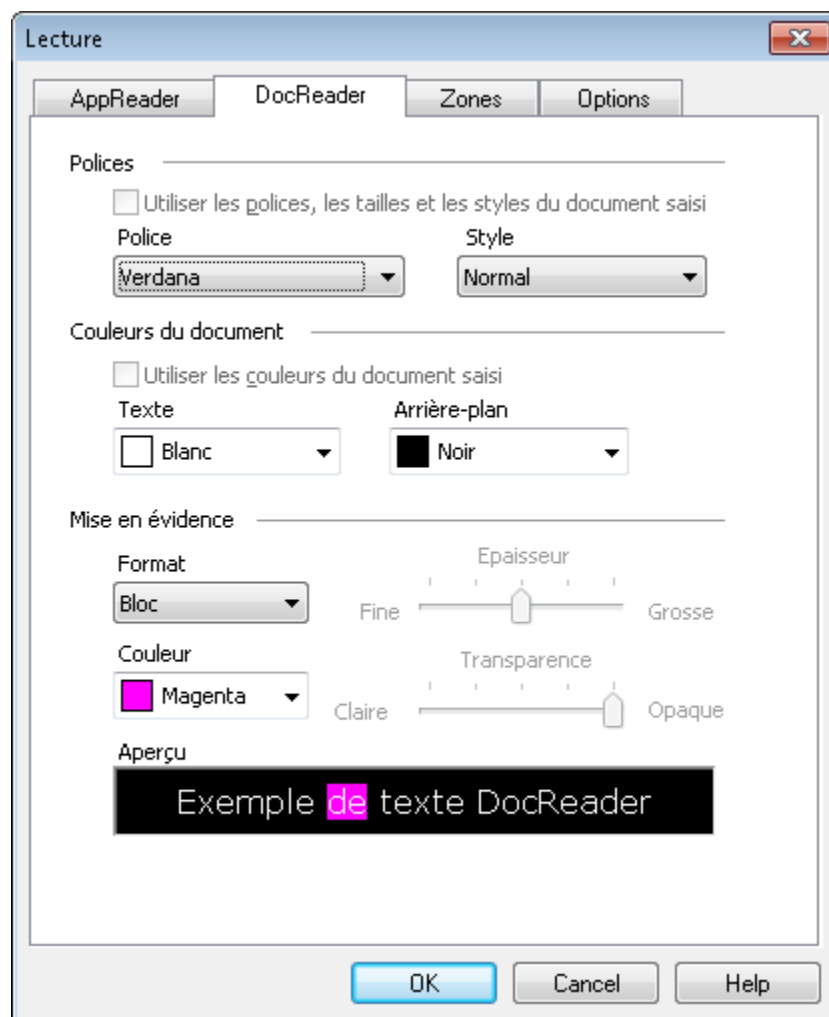 Lecture
AppReader DocReader Zones Options
Polices
Utiliser les polices, les tailles et les styles du document saisi
Police Style
Verdana Normal
Couleurs du document
Utiliser les couleurs du document saisi
Texte Arrière-plan
Blanc Noir
Mise en évidence
Format Epaisseur
Bloc Fine Grosse
Couleur Transparence
Magenta Claire Opaque
Aperçu
Exemple de texte DocReader
OK Cancel Help